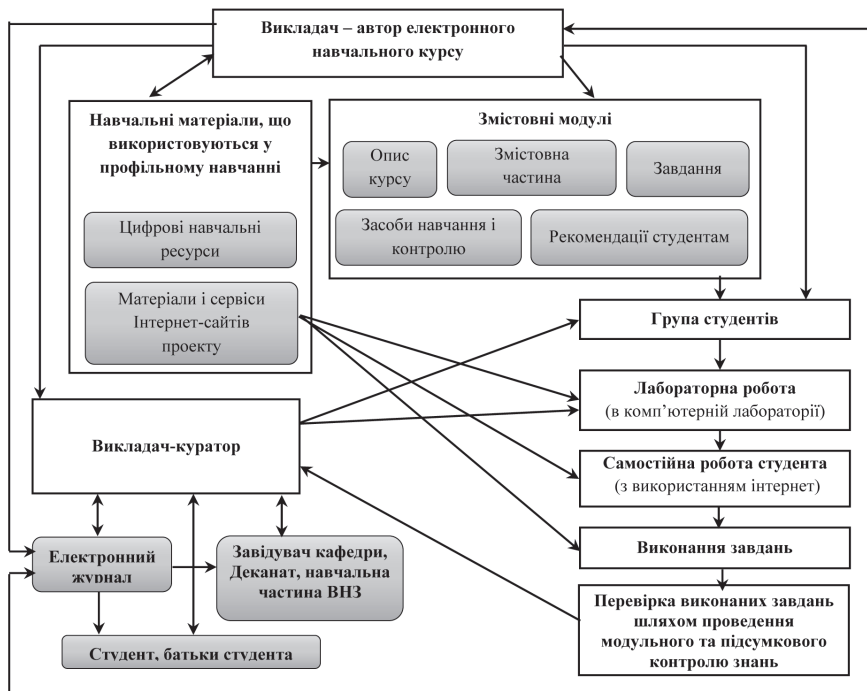 Викладач – автор електронного
навчального курсу
Навчальні матеріали, що
використовуються у
профільному навчанні
Цифрові навчальні
ресурси
Матеріали і сервіси
Інтернет-сайтів
проекту
Змістовні модулі
Опис
курсу
Змістовна
частина
Завдання
Засоби навчання і
контролю
Рекомендації студентам
Група студентів
Лабораторна робота
(в комп’ютерній лабораторії)
Самостійна робота студента
(з використанням інтернет)
Виконання завдань
Перевірка виконаних завдань
шляхом проведення
модульного та підсумкового
контролю знань
Викладач-куратор
Електронний
журнал
Завідувач кафедри,
Деканат, навчальна
частина ВНЗ
Студент, батьки студента